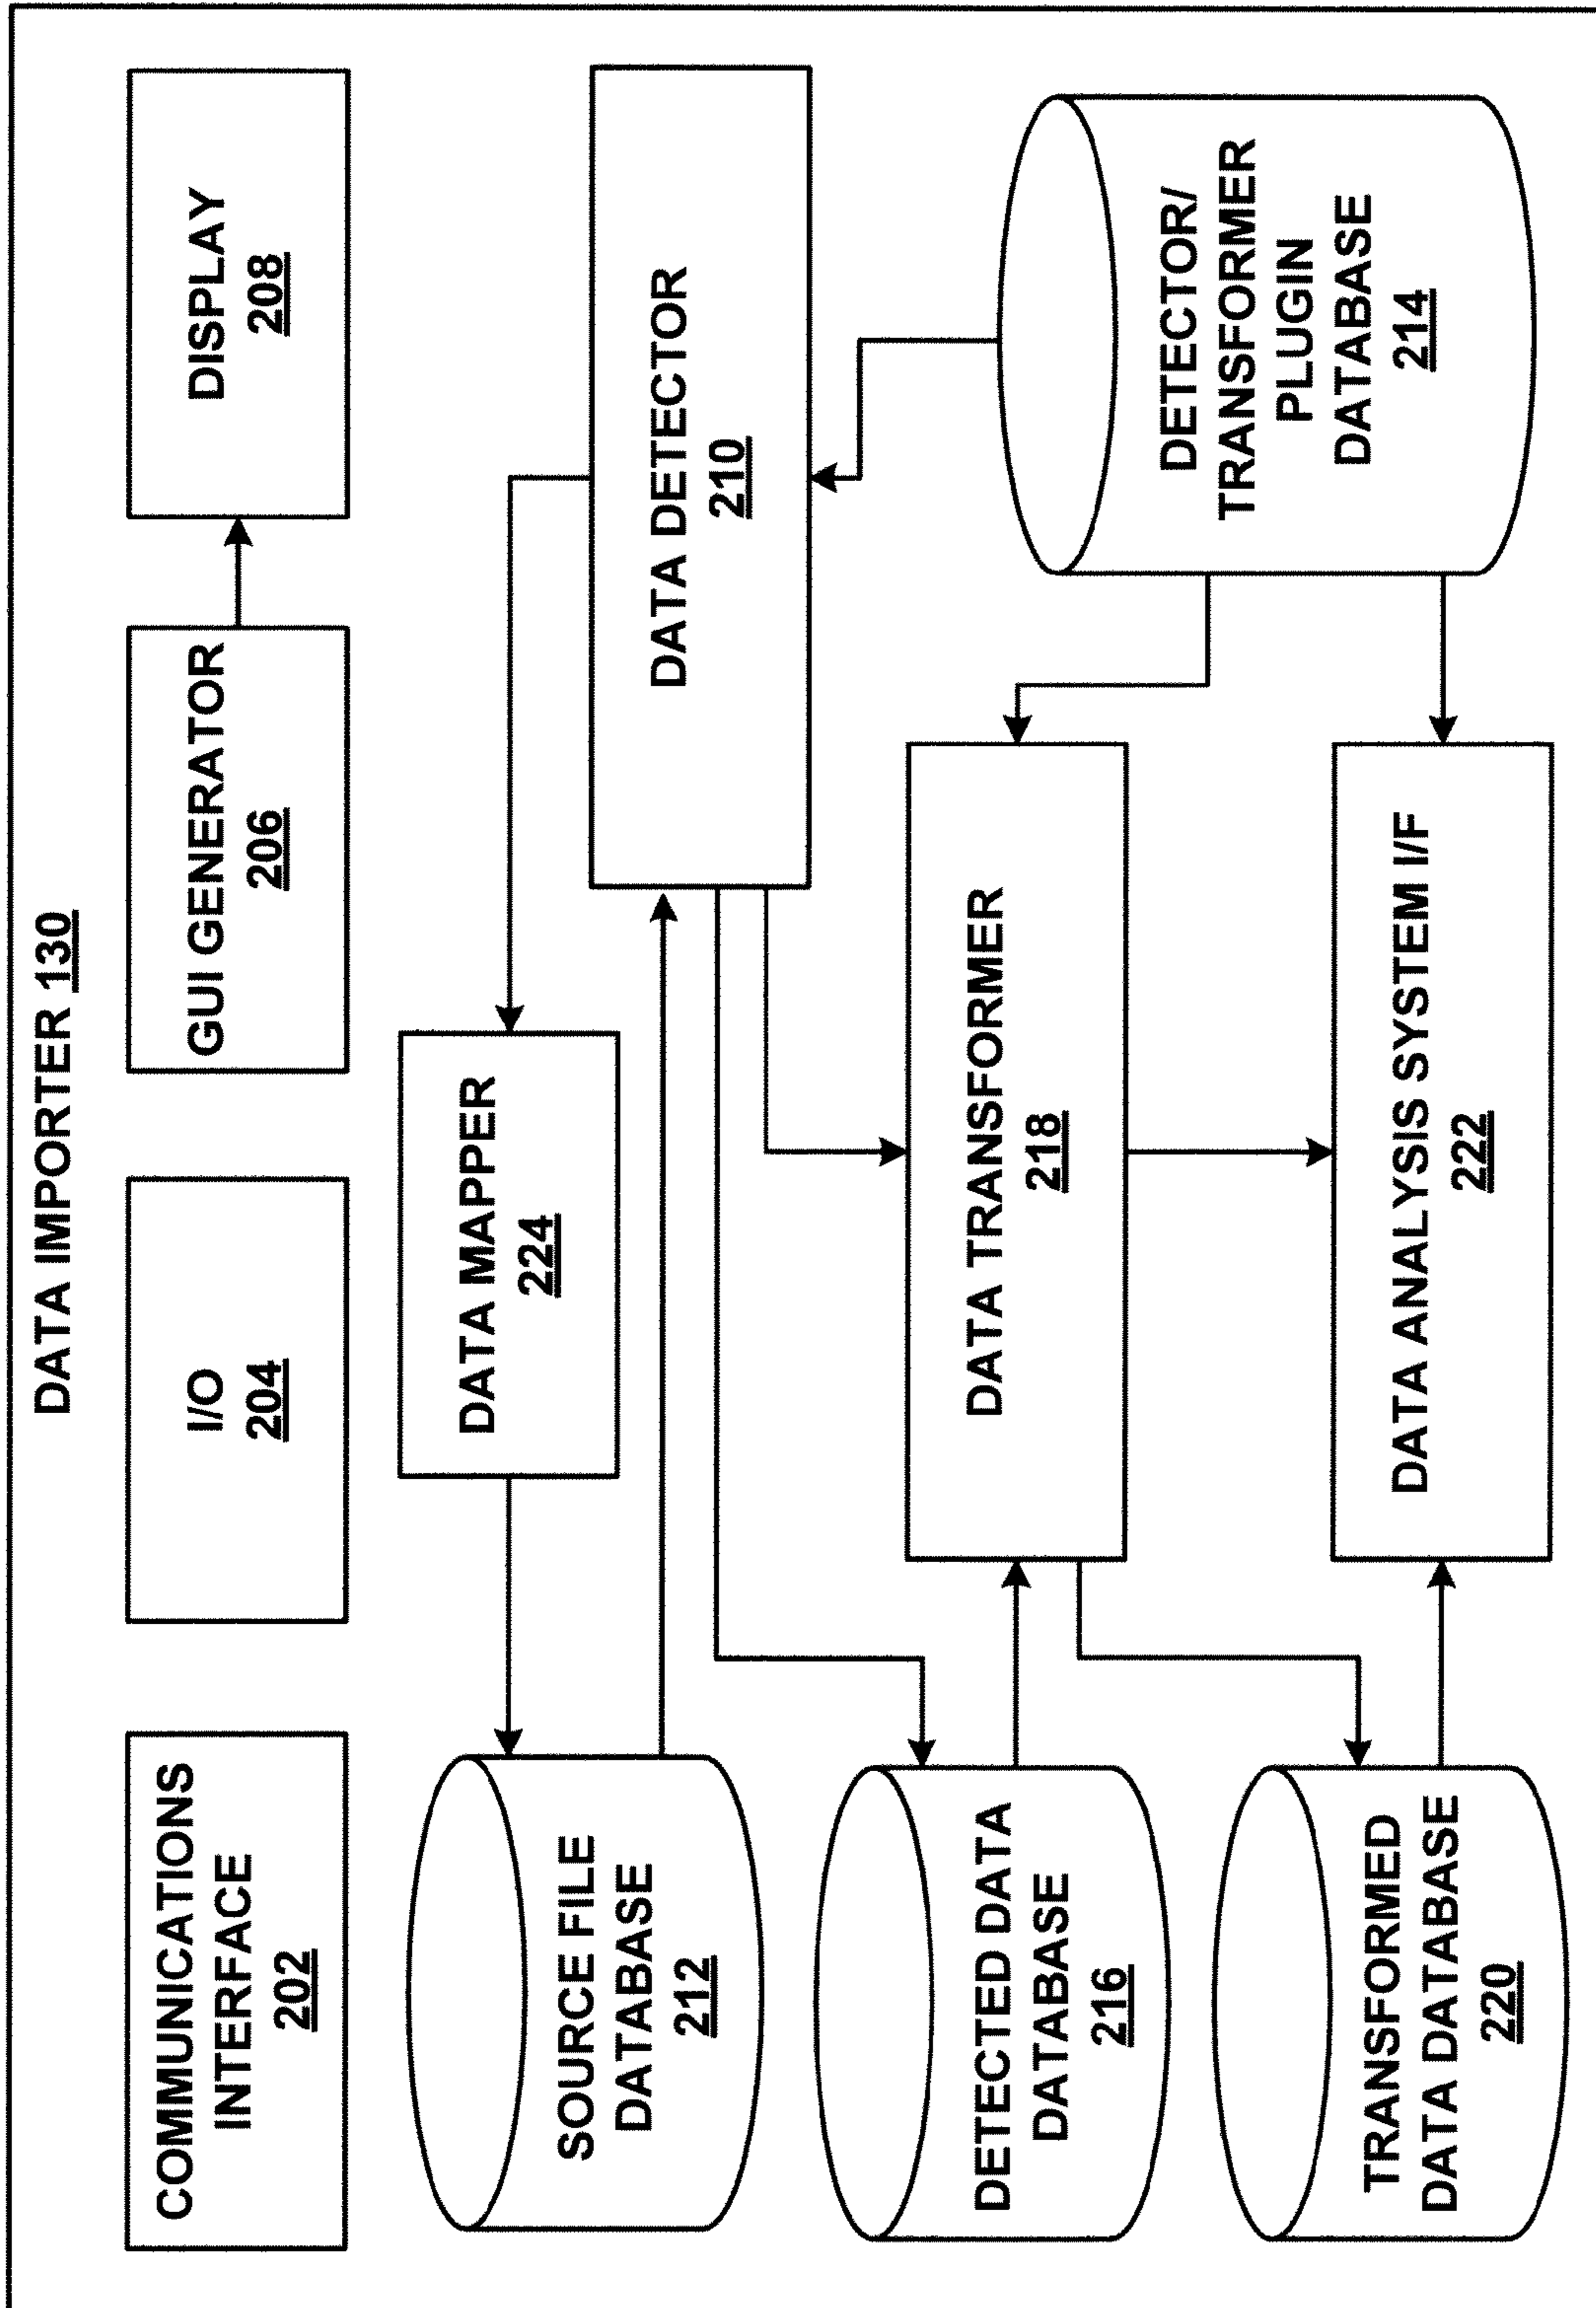 DATA IMPORTER 130
COMMUNICATIONS
INTERFACE
202
I/O
204
GUI GENERATOR
206
DISPLAY
208
SOURCE FILE
DATABASE
212
DATA MAPPER
224
DATA DETECTOR
210
DETECTED DATA
DATABASE
216
DATA TRANSFORMER
218
DETECTOR/
TRANSFORMER
PLUGIN
DATABASE
214
TRANSFORMED
DATA DATABASE
220
DATA ANALYSIS SYSTEM I/F
222